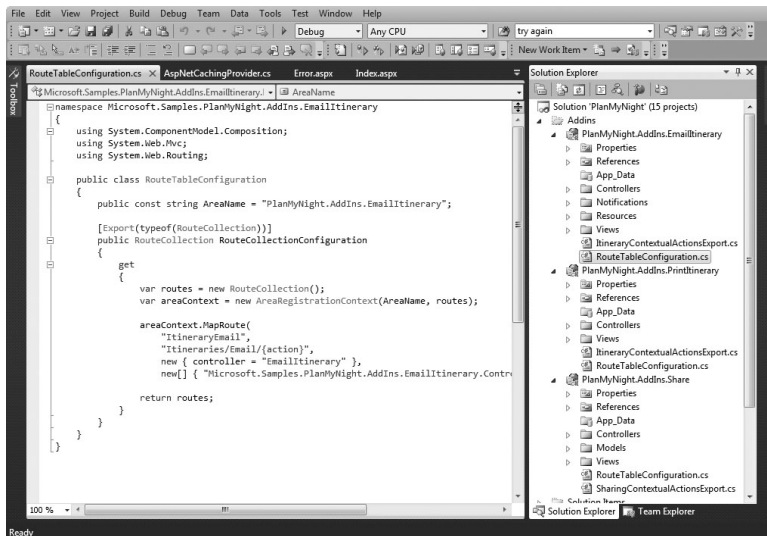 File Edit View Project Build Debug Team Data Tools Test Window Help
Debug Any CPU try again
New Work Item
Toolbox
RouteTableConfiguration.cs AspNetCachingProvider.cs Error.aspx Index.aspx
Microsoft.Samples.PlanMyNight.AddIns.EmailItinerary.I AreaName
namespace Microsoft.Samples.PlanMyNight.AddIns.EmailItinerary
{
using System.ComponentModel.Composition;
using System.Web.Mvc;
using System.Web.Routing;
public class RouteTableConfiguration
{
public const string AreaName = "PlanMyNight.AddIns.EmailItinerary";
[Export(typeof(RouteCollection))]
public RouteCollection RouteCollectionConfiguration
{
get
{
var routes = new RouteCollection();
var areaContext = new AreaRegistrationContext(AreaName, routes);
areaContext.MapRoute(
"ItineraryEmail",
"Itineraries/Email/{action}",
new { controller = "EmailItinerary" },
new[] { "Microsoft.Samples.PlanMyNight.AddIns.EmailItinerary.Contr
return routes;
}
}
}
}
100 %
Solution Explorer
Solution 'PlanMyNight' (15 projects)
Addins
PlanMyNight.AddIns.EmailItinerary
Properties
References
App_Data
Controllers
Notifications
Resources
Views
ItineraryContextualActionsExport.cs
RouteTableConfiguration.cs
PlanMyNight.AddIns.PrintItinerary
Properties
References
App_Data
Controllers
Views
ItineraryContextualActionsExport.cs
RouteTableConfiguration.cs
PlanMyNight.AddIns.Share
Properties
References
App_Data
Controllers
Models
Views
RouteTableConfiguration.cs
SharingContextualActionsExport.cs
Solution Items
Solution Explorer Team Explorer
Ready